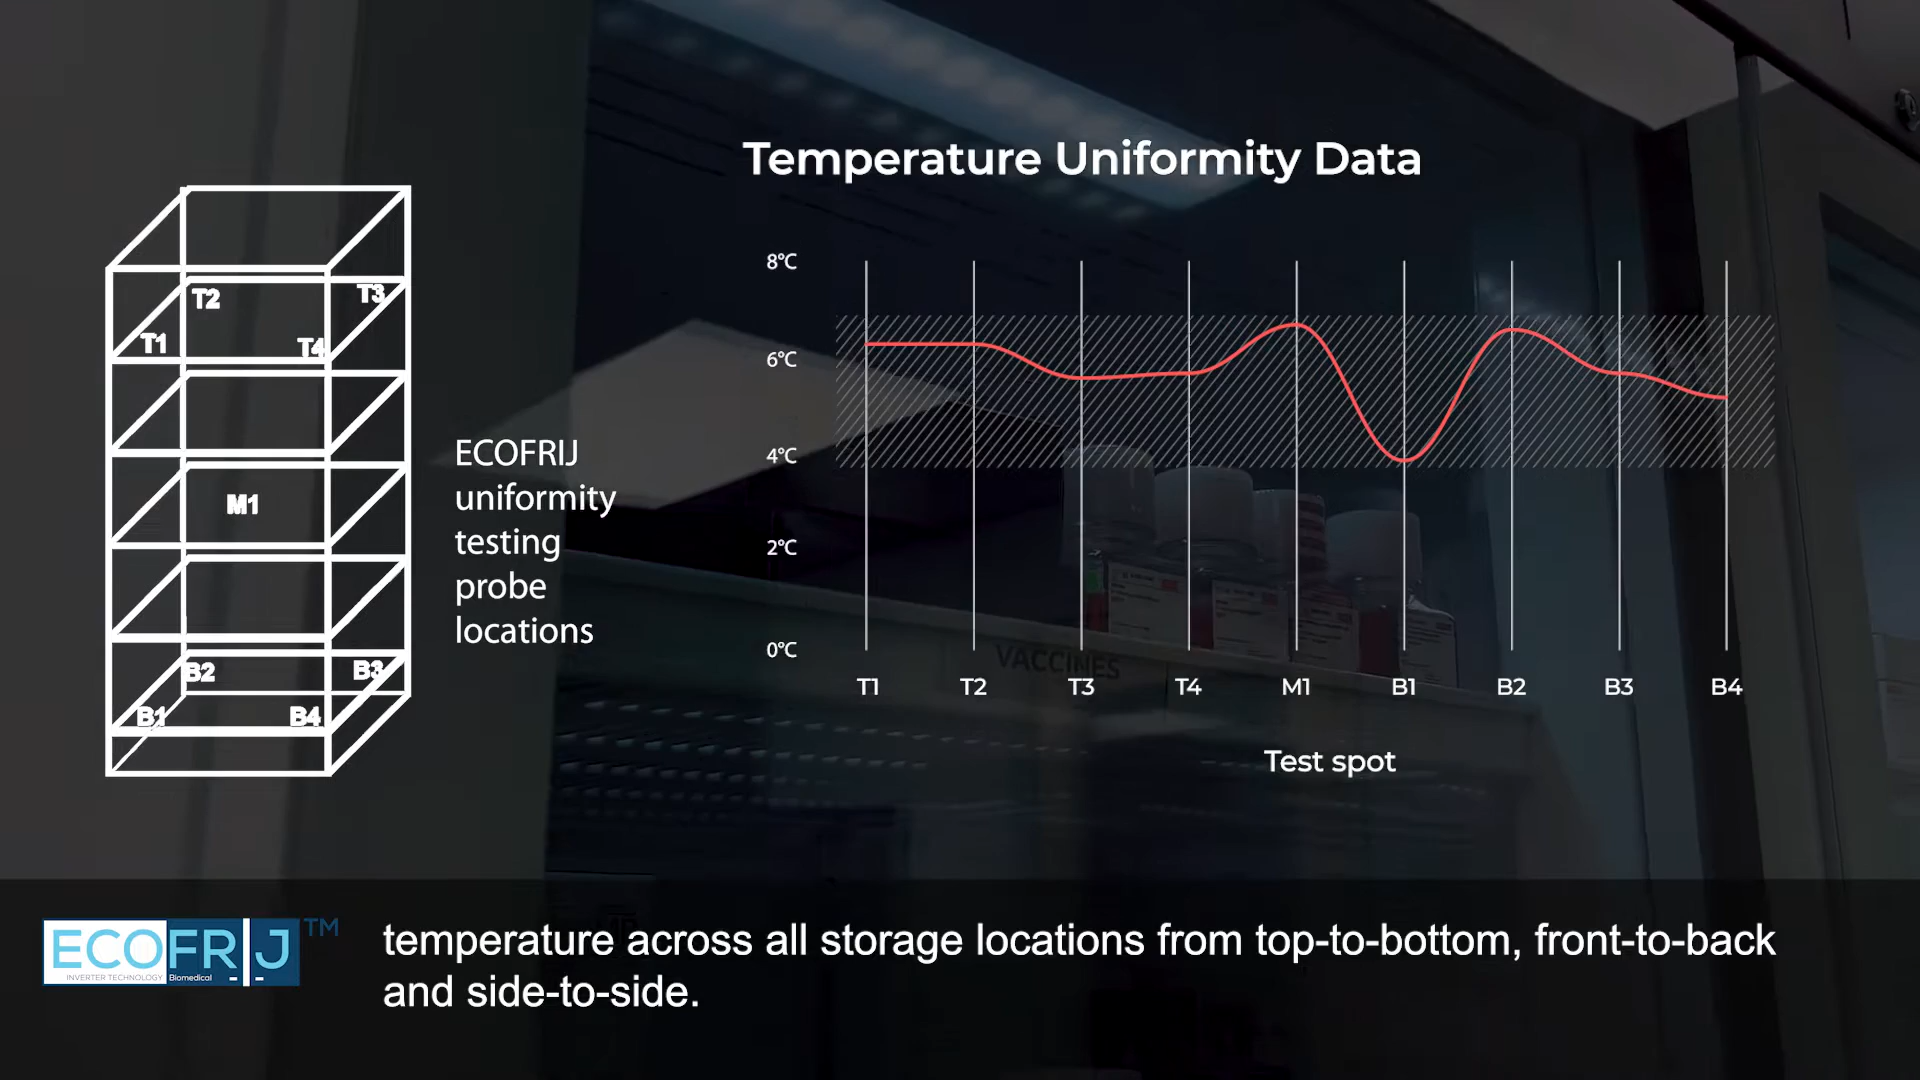 Temperature Uniformity Data
T2
T3
T1
T4
M1
B2
B3
B1
B4
ECOFRIJ
uniformity
testing
probe
locations
8°C
6°C
4°C
2°C
0°C
T1 T2 T3 T4 M1 B1 B2 B3 B4
Test spot
VACCINES
ECOFRIJ TM
INVERTER TECHNOLOGY Biomedical
temperature across all storage locations from top-to-bottom, front-to-back
and side-to-side.